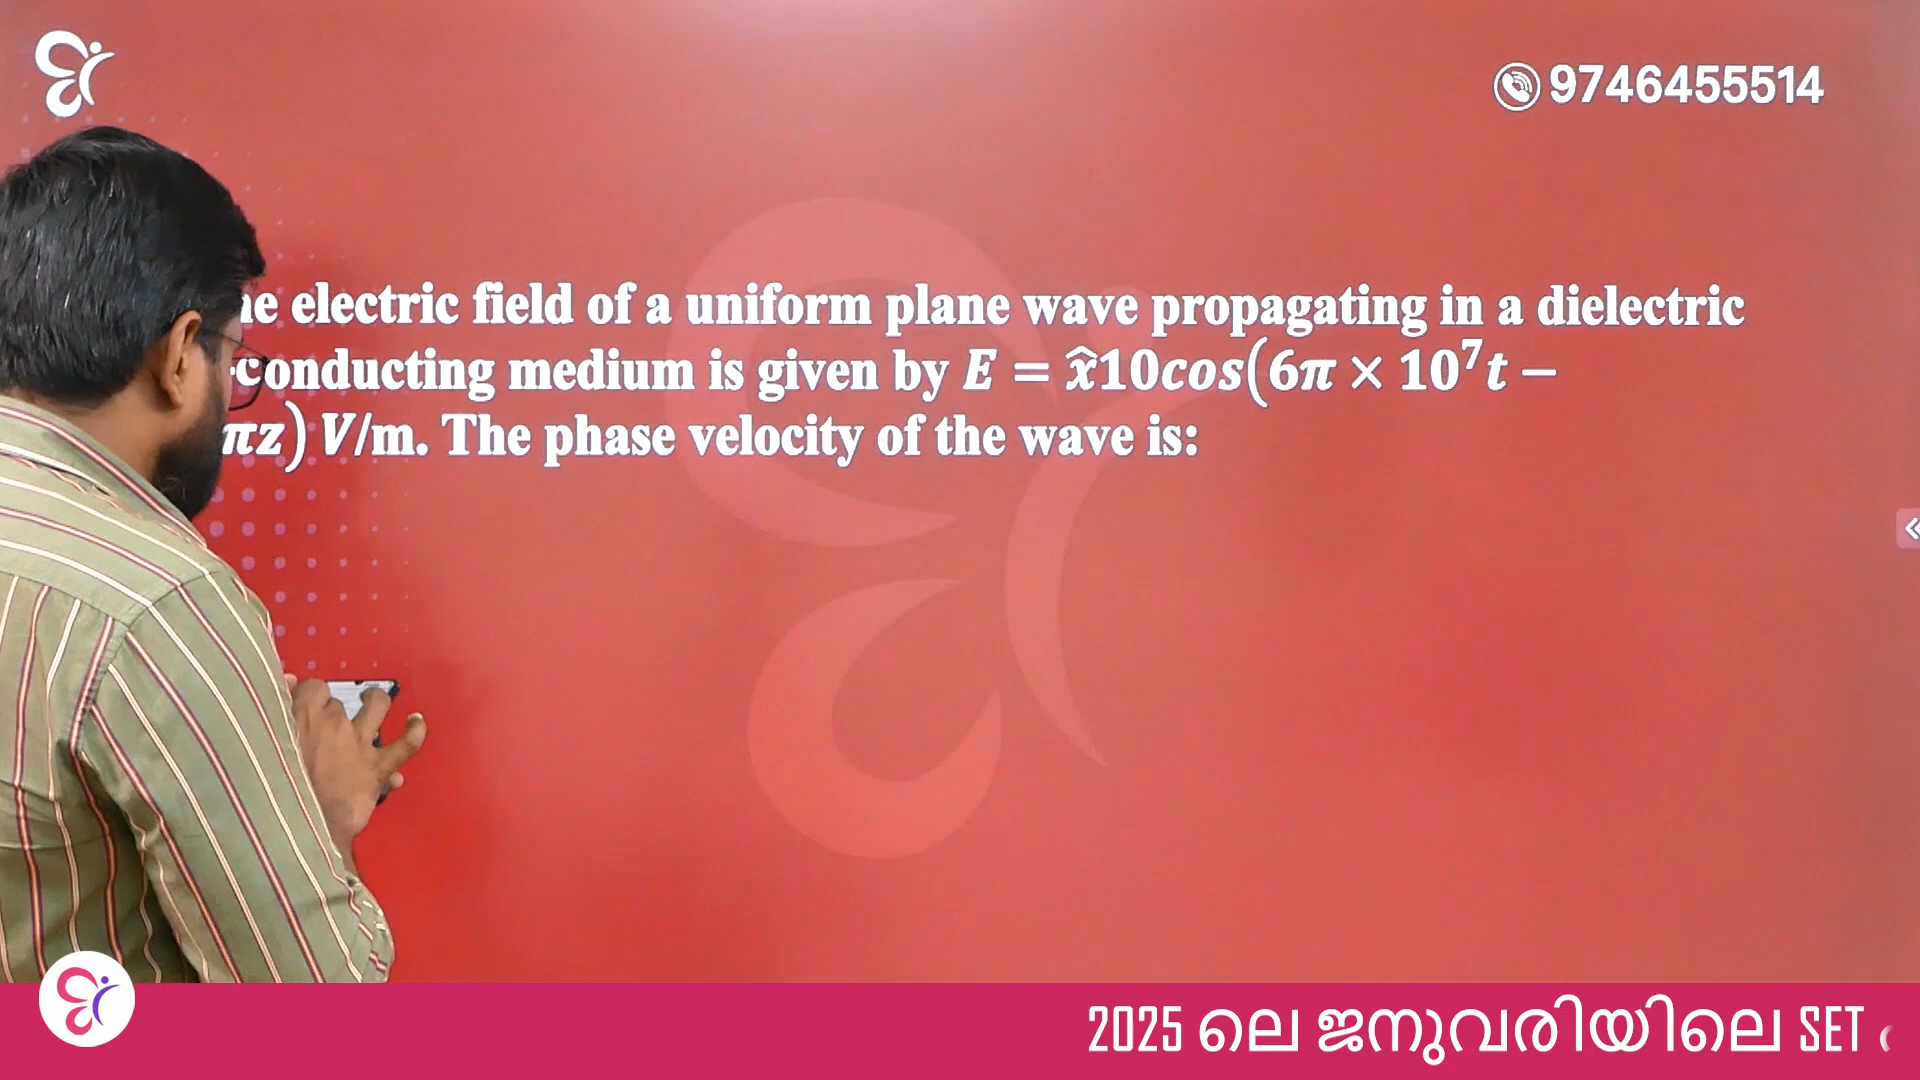 9746455514
he electric field of a uniform plane wave propagating in a dielectric
-conducting medium is given by E = x̂10cos(6π × 10⁷t −
πz) V/m. The phase velocity of the wave is:
2025 ലെ ജനുവരിയിലെ SET